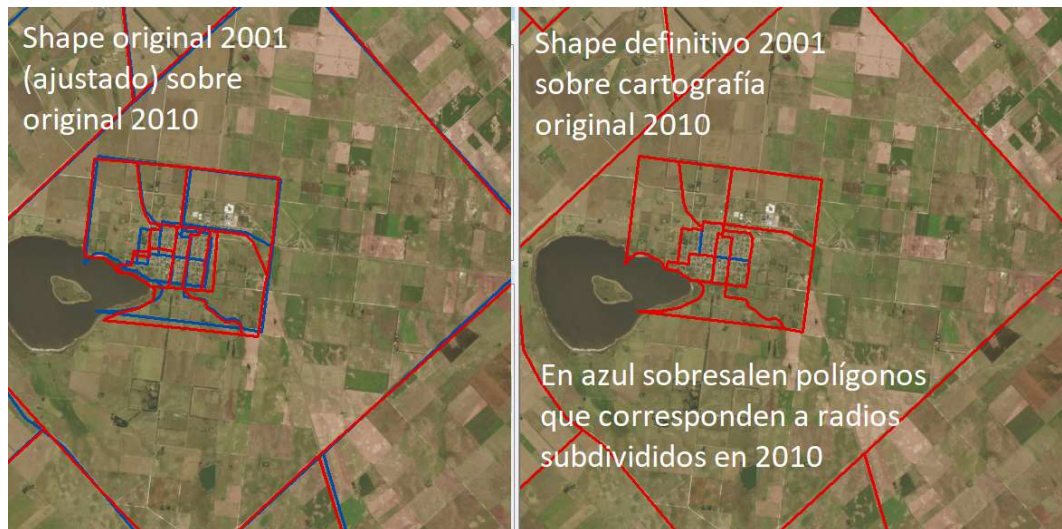 Shape original 2001
(ajustado) sobre
original 2010
Shape definitivo 2001
sobre cartografía
original 2010
En azul sobresalen polígonos
que corresponden a radios
subdivididos en 2010